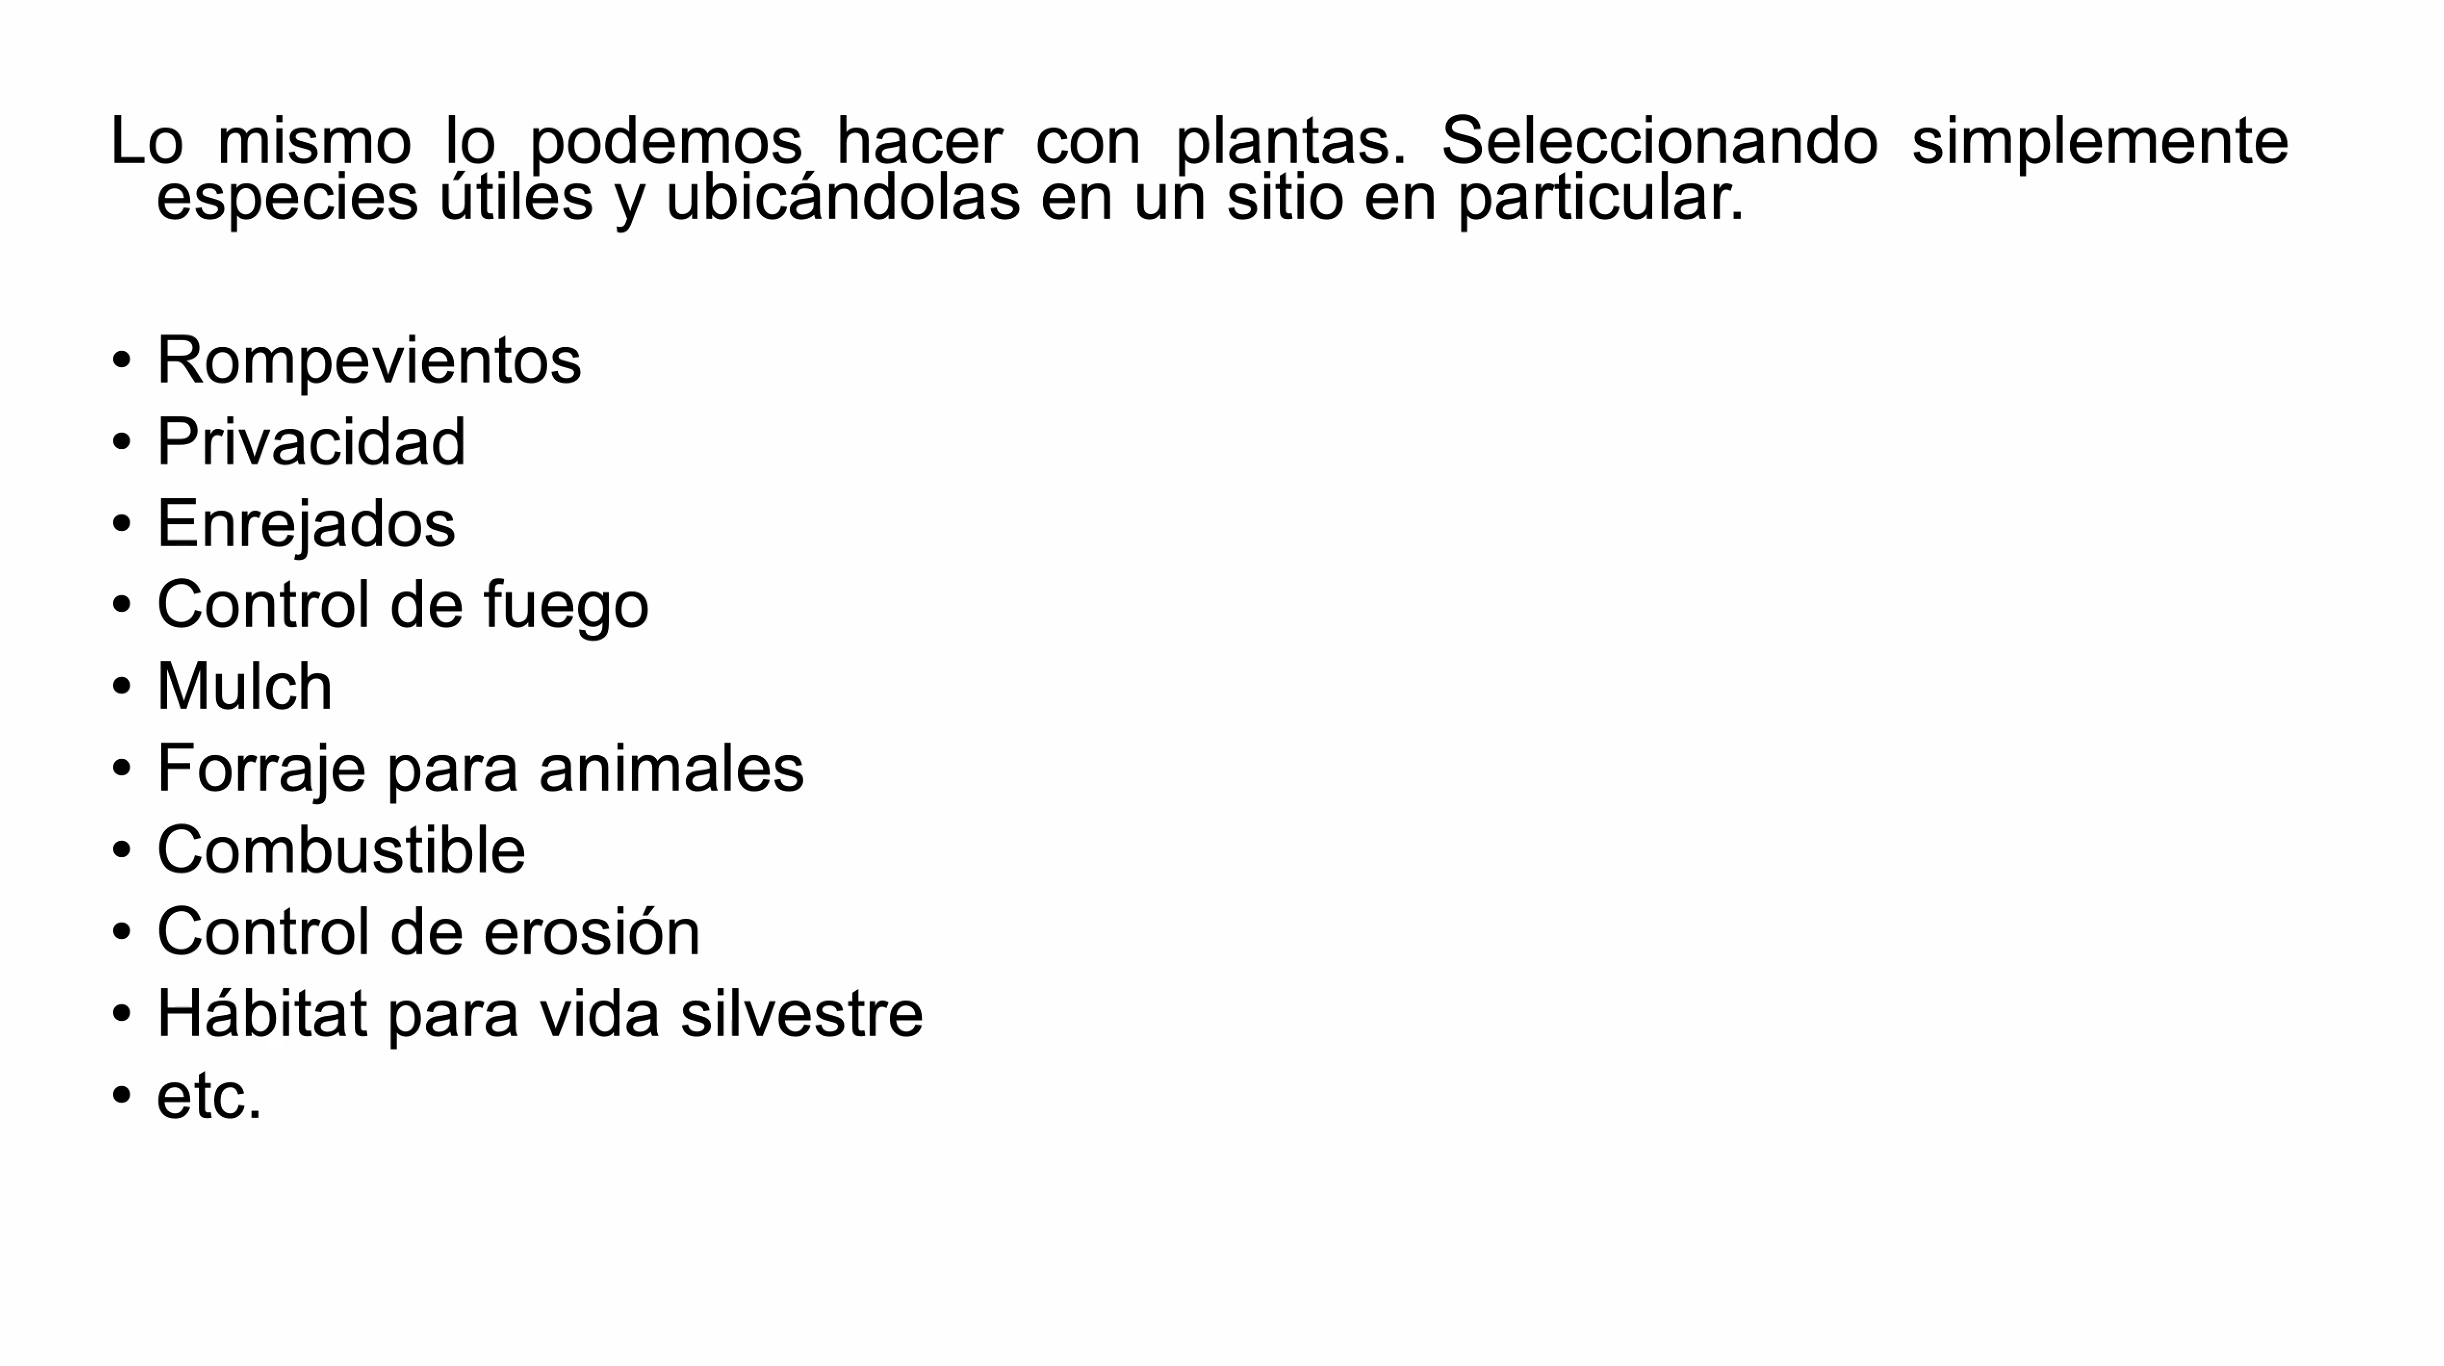 Lo mismo lo podemos hacer con plantas. Seleccionando simplemente
especies útiles y ubicándolas en un sitio en particular.
• Rompevientos
• Privacidad
• Enrejados
• Control de fuego
• Mulch
• Forraje para animales
• Combustible
• Control de erosión
• Hábitat para vida silvestre
• etc.